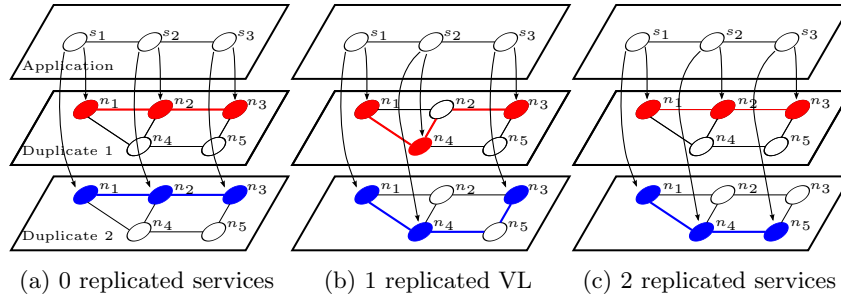 s1 s2 s3 s1 s2 s3 s1 s2 s3
Application
n1 n2 n3 n1 n2 n3 n1 n2 n3
Duplicate 1 n4 n5 n4 n5 n4 n5
n1 n2 n3 n1 n2 n3 n1 n2 n3
Duplicate 2 n4 n5 n4 n5 n4 n5
(a) 0 replicated services (b) 1 replicated VL (c) 2 replicated services